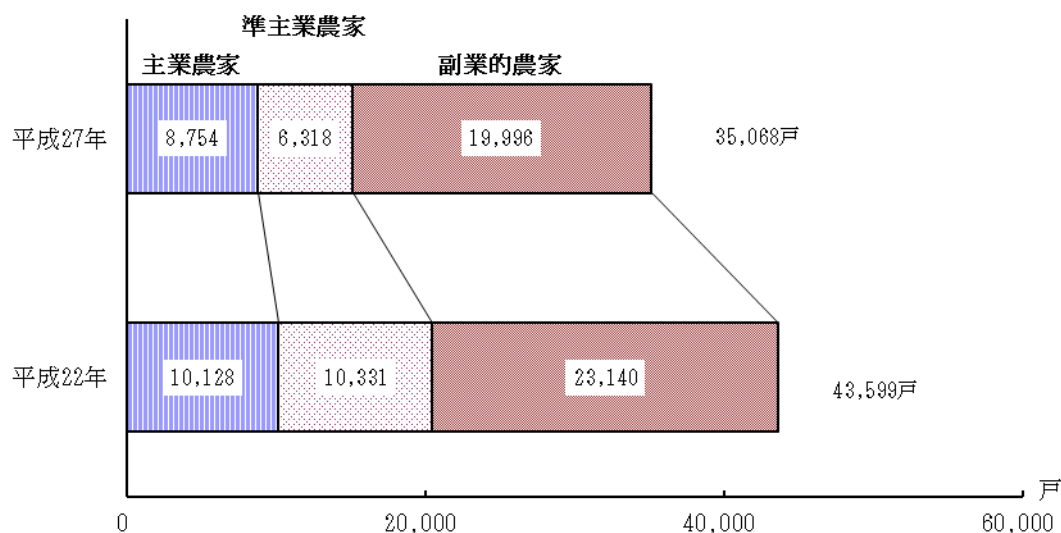 準主業農家
主業農家 副業的農家
平成27年 8,754 6,318 19,996 35,068戸
平成22年 10,128 10,331 23,140 43,599戸
戸
0 20,000 40,000 60,000